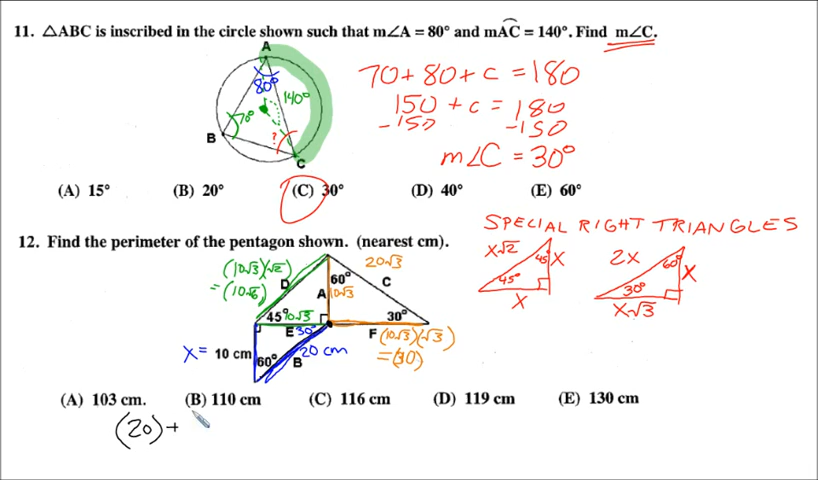 11. △ABC is inscribed in the circle shown such that m∠A = 80° and mAC = 140°. Find m∠C.
A
80°
140°
70°
B
?
C
70 + 80 + c = 180
150 + c = 180
-150 -150
m∠C = 30°
(A) 15° (B) 20° (C) 30° (D) 40° (E) 60°
SPECIAL RIGHT TRIANGLES
12. Find the perimeter of the pentagon shown. (nearest cm).
x√2 45° x
45°
x
2x 60° x
30°
x√3
(10√3)(√2)
= (10√6)
D
60°
20√3
C
A 10√3
45° 10√3
30°
E 30°
F (10√3)(√3)
= (30)
x = 10 cm
60°
B
20 cm
(A) 103 cm. (B) 110 cm (C) 116 cm (D) 119 cm (E) 130 cm
(20) +